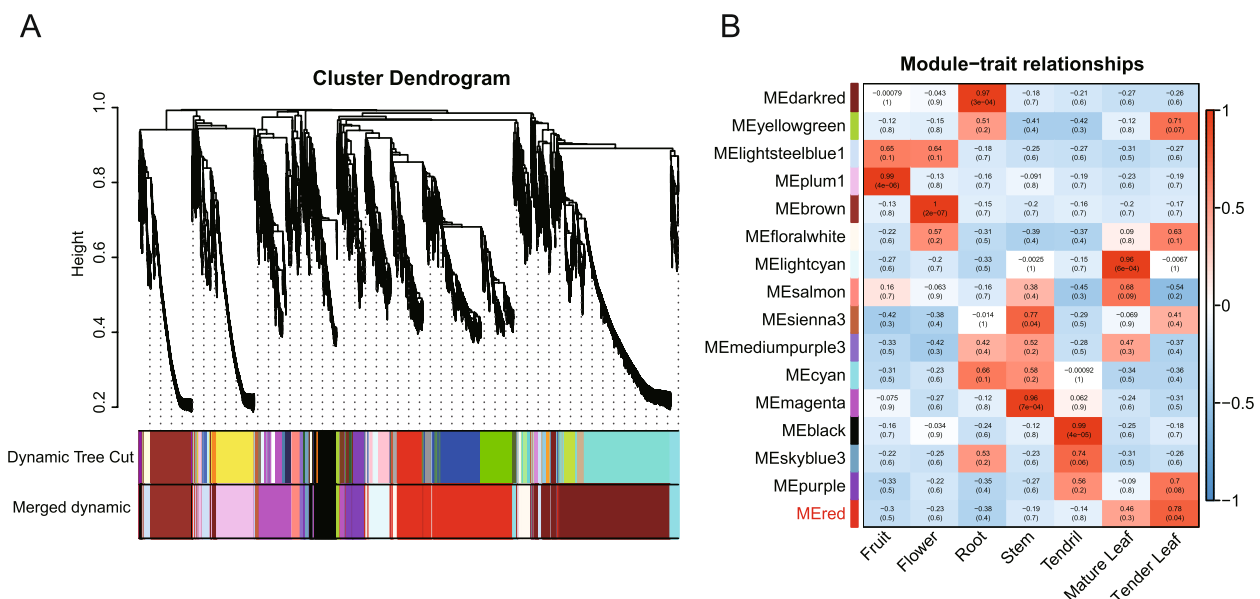 A
B
Cluster Dendrogram
Height
1.0
0.8
0.6
0.4
0.2
Dynamic Tree Cut
Merged dynamic
Module−trait relationships
MEdarkred −0.00079 −0.043 0.97 −0.18 −0.21 −0.27 −0.26
(1) (0.9) (3e−04) (0.7) (0.6) (0.6) (0.6)
MEyellowgreen −0.12 −0.15 0.51 −0.41 −0.42 −0.12 0.71
(0.8) (0.8) (0.2) (0.4) (0.3) (0.8) (0.07)
MElightsteelblue1 0.65 0.64 −0.18 −0.25 −0.27 −0.31 −0.27
(0.1) (0.1) (0.7) (0.6) (0.6) (0.5) (0.6)
MEplum1 0.99 −0.13 −0.16 −0.091 −0.19 −0.23 −0.19
(4e−06) (0.8) (0.7) (0.8) (0.7) (0.6) (0.7)
MEbrown −0.13 1 −0.15 −0.2 −0.16 −0.2 −0.17
(0.8) (2e−07) (0.7) (0.7) (0.7) (0.7) (0.7)
MEfloralwhite −0.22 0.57 −0.31 −0.39 −0.37 0.09 0.63
(0.6) (0.2) (0.5) (0.4) (0.4) (0.8) (0.1)
MElightcyan −0.27 −0.2 −0.33 −0.0025 −0.15 0.96 −0.0067
(0.6) (0.7) (0.5) (1) (0.7) (6e−04) (1)
MEsalmon 0.16 −0.063 −0.16 0.38 −0.45 0.68 −0.54
(0.7) (0.9) (0.7) (0.4) (0.3) (0.09) (0.2)
MEsienna3 −0.42 −0.38 −0.014 0.77 −0.29 −0.069 0.41
(0.3) (0.4) (1) (0.04) (0.5) (0.9) (0.4)
MEmediumpurple3 −0.33 −0.42 0.42 0.52 −0.28 0.47 −0.37
(0.5) (0.3) (0.4) (0.2) (0.5) (0.3) (0.4)
MEcyan −0.31 −0.23 0.66 0.58 −0.00092 −0.34 −0.36
(0.5) (0.6) (0.1) (0.2) (1) (0.5) (0.4)
MEmagenta −0.075 −0.27 −0.12 0.96 0.062 −0.24 −0.31
(0.9) (0.6) (0.8) (7e−04) (0.9) (0.6) (0.5)
MEblack −0.16 −0.034 −0.24 −0.12 0.99 −0.25 −0.18
(0.7) (0.9) (0.6) (0.8) (4e−05) (0.6) (0.7)
MEskyblue3 −0.22 −0.25 0.53 −0.23 0.74 −0.31 −0.26
(0.6) (0.6) (0.2) (0.6) (0.06) (0.5) (0.6)
MEpurple −0.33 −0.22 −0.35 −0.27 0.56 −0.09 0.7
(0.5) (0.6) (0.4) (0.6) (0.2) (0.8) (0.08)
MEred −0.3 −0.23 −0.38 −0.19 −0.14 0.46 0.78
(0.5) (0.6) (0.4) (0.7) (0.8) (0.3) (0.04)
Fruit Flower Root Stem Tendril Mature Leaf Tender Leaf
1
0.5
0
−0.5
−1